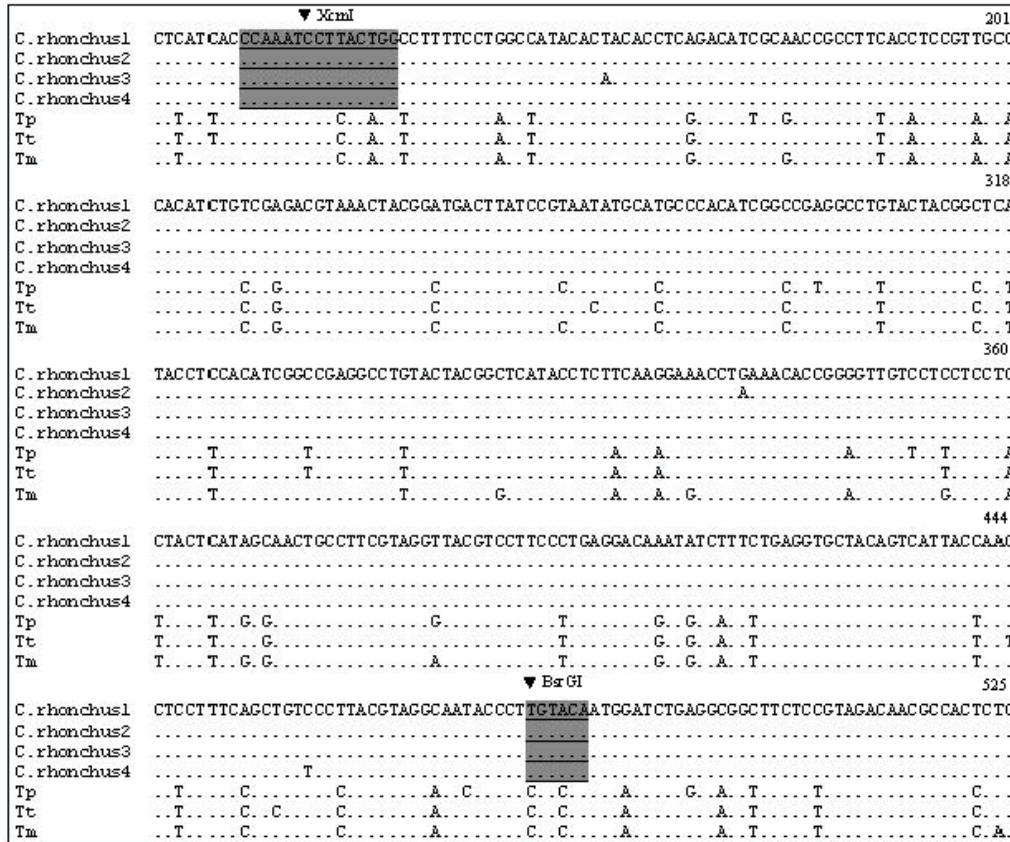 ▼ XcmI
201
C.rhonchus1 CTCATCACCCAAATCCTTACTGGCCTTTTCCTGGCCATACACTACACCTCAGACATCGCAACCGCCTTCACCTCCGTTGCC
C.rhonchus2 .................................................................................
C.rhonchus3 ..........................................A......................................
C.rhonchus4 .................................................................................
Tp ..T..T...........C..A..T........A..T..............G.....T..G........T..A.....A..A
Tt ..T..T...........C..A..T........A..T..............G.................T..A.....A..A
Tm ..T..............C..A..T........A..T..............G........G........T..A.....A..A
318
C.rhonchus1 CACATCTGTCGAGACGTAAACTACGGATGACTTATCCGTAATATGCATGCCCACATCGGCCGAGGCCTGTACTACGGCTCA
C.rhonchus2 .................................................................................
C.rhonchus3 .................................................................................
C.rhonchus4 .................................................................................
Tp ........C..G..............C...........C........C...........C..T.....T........C..T
Tt ........C..G..............C..............C.....C...........C........T........C..T
Tm ........C..G..............C...........C........C...........C........T........C..T
360
C.rhonchus1 TACCTCCACATCGGCCGAGGCCTGTACTACGGCTCATACCTCTTCAAGGAAACCTGAAACACCGGGGTTGTCCTCCTCCTC
C.rhonchus2 .......................................................A.........................
C.rhonchus3 .................................................................................
C.rhonchus4 .................................................................................
Tp .....T........T........T...................A...A.................A.....T..T.....A
Tt .....T........T........T...................A...A..........................T.....A
Tm .....T.................T........G..........A...A..G..............A........G.....A
444
C.rhonchus1 CTACTCATAGCAACTGCCTTCGTAGGTTACGTCCTTCCCTGAGGACAAATATCTTTCTGAGGTGCTACAGTCATTACCAAC
C.rhonchus2 .................................................................................
C.rhonchus3 .................................................................................
C.rhonchus4 .................................................................................
Tp T....T..G.G...............G...........T........G..G..A..T....................T...
Tt T....T....G...........................T........G..G..A..T....................T..T
Tm T....T..G.G...............A...........T........G..G..A..T....................T...
▼ BsrGI
525
C.rhonchus1 CTCCTTTCAGCTGTCCCTTACGTAGGCAATACCCTTGTACAATGGATCTGAGGCGGCTTCTCCGTAGACAACGCCACTCTC
C.rhonchus2 .................................................................................
C.rhonchus3 .................................................................................
C.rhonchus4 ..............T..................................................................
Tp ..T.....C........C........A..C.....C..C.....A.....G..A..T.....T..............C...
Tt ..T.....C..C.....C........A........C..C.....A........A..T.....T..............C...
Tm ..T.....C........C........A........C..C.....A........A..T.....T..............C.A.